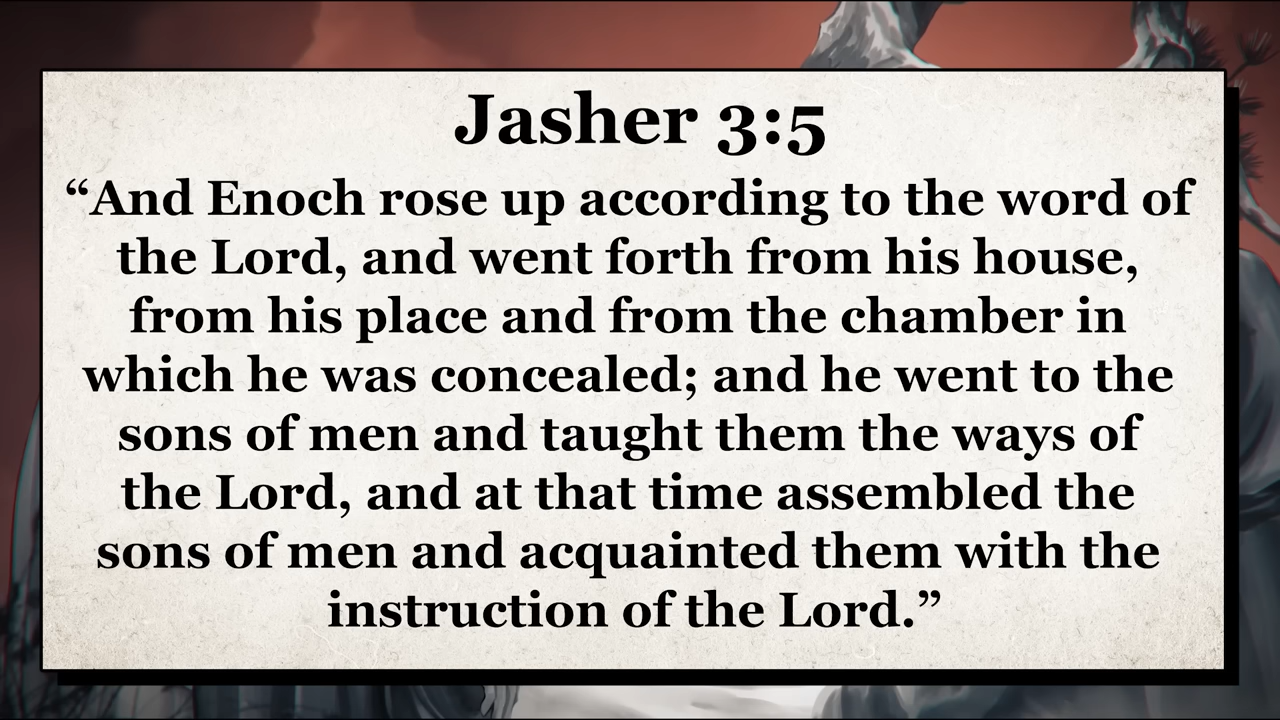 Jasher 3:5
“And Enoch rose up according to the word of
the Lord, and went forth from his house,
from his place and from the chamber in
which he was concealed; and he went to the
sons of men and taught them the ways of
the Lord, and at that time assembled the
sons of men and acquainted them with the
instruction of the Lord.”